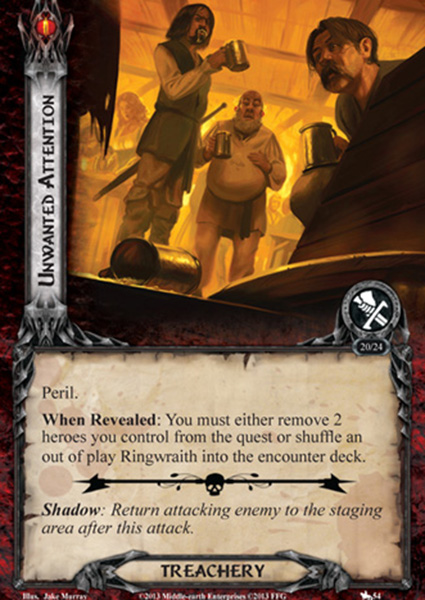 UNWANTED ATTENTION
20/24
Peril.
When Revealed: You must either remove 2
heroes you control from the quest or shuffle an
out of play Ringwraith into the encounter deck.
Shadow: Return attacking enemy to the staging
area after this attack.
TREACHERY
Illus. Jake Murray
©2013 Middle-earth Enterprises ©2013 FFG
54